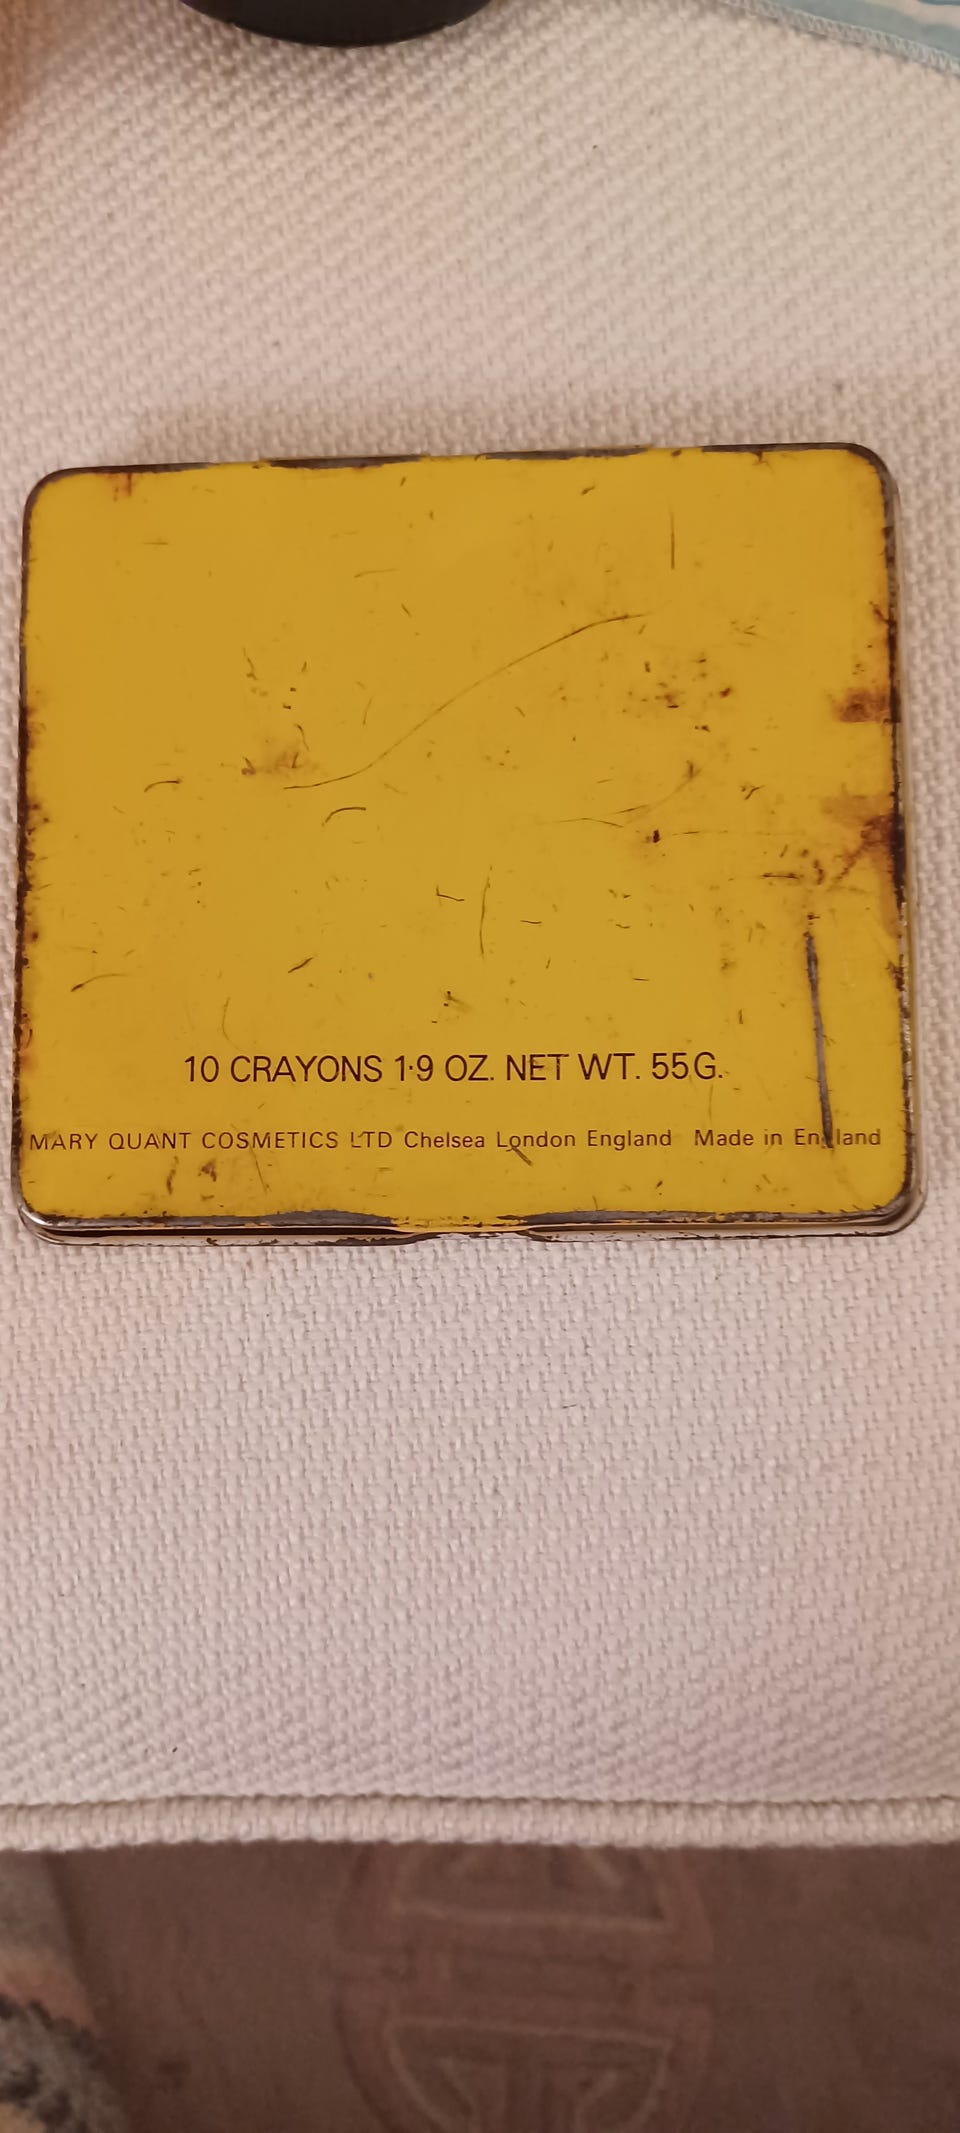 10 CRAYONS 1·9 OZ. NET WT. 55G.
MARY QUANT COSMETICS LTD Chelsea London England Made in England